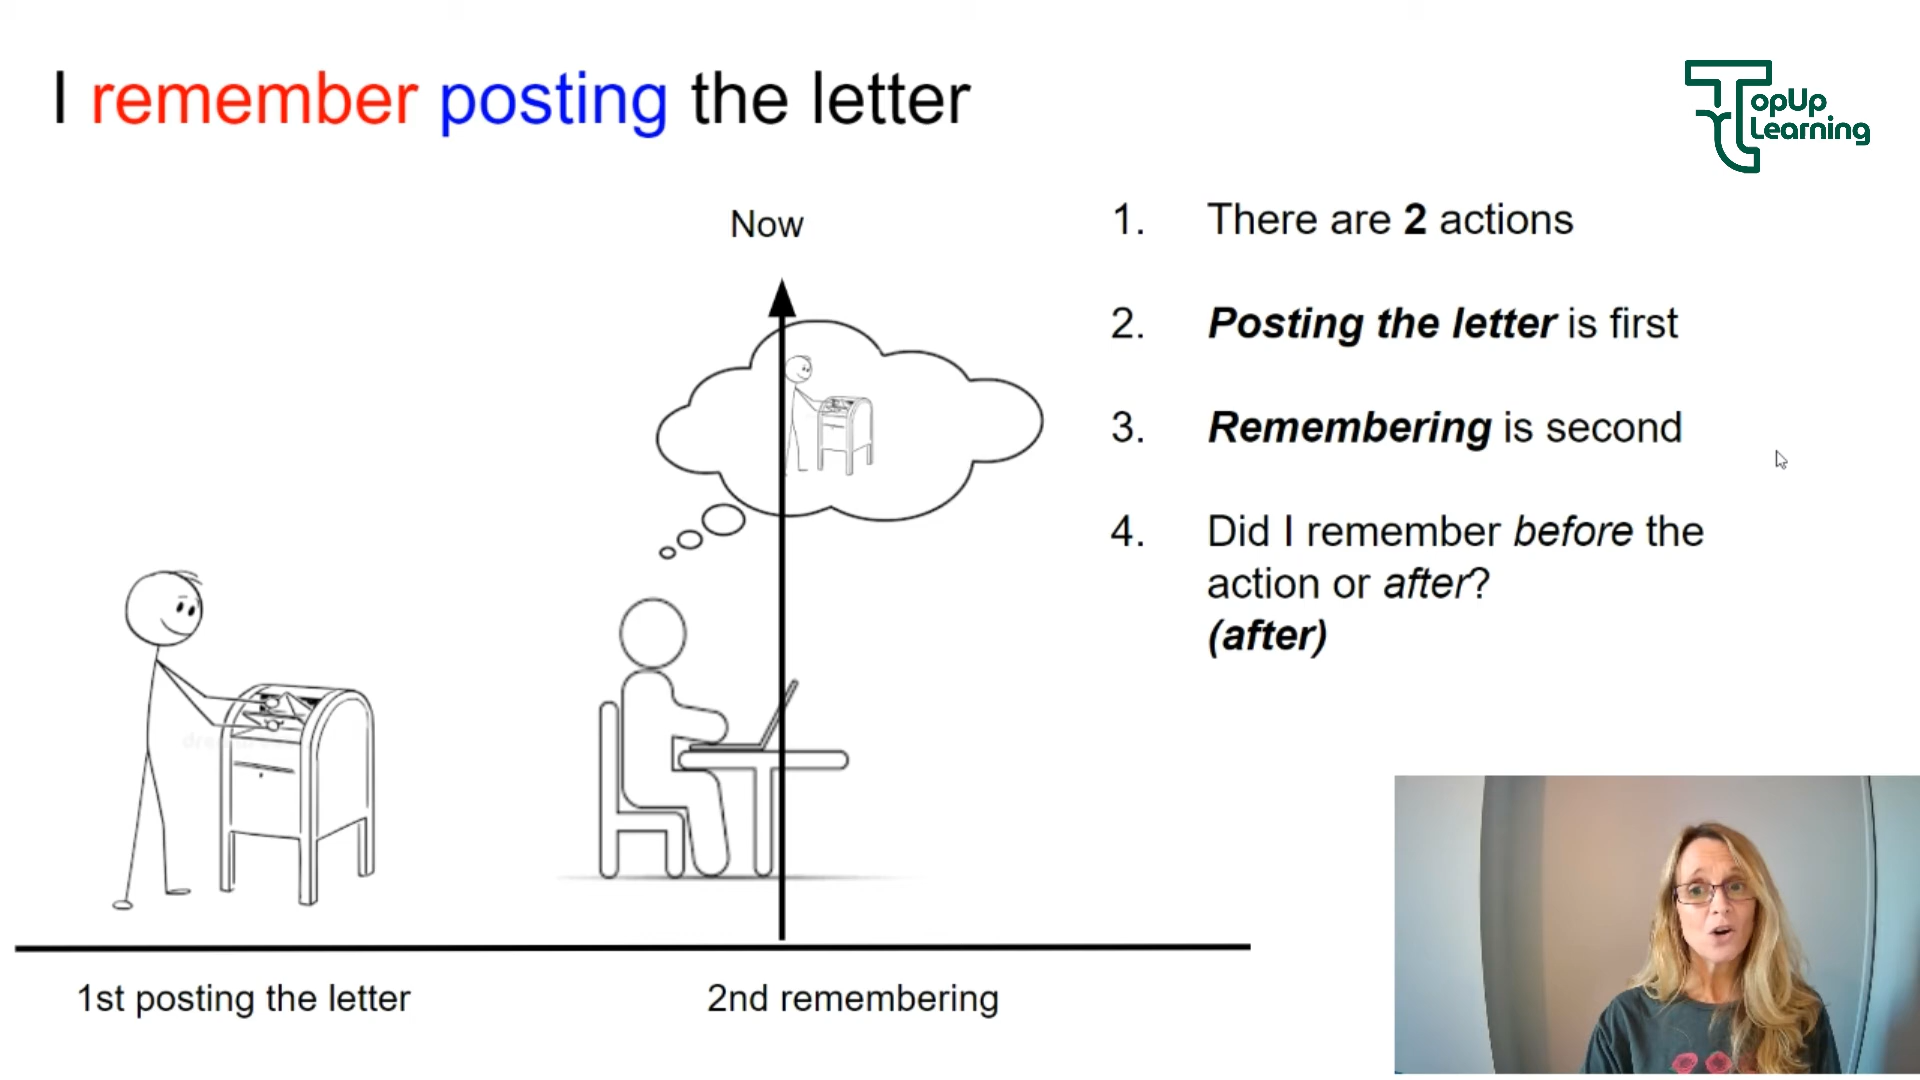 I remember posting the letter
TopUp
Learning
Now
1. There are 2 actions
2. Posting the letter is first
3. Remembering is second
4. Did I remember before the
action or after?
(after)
1st posting the letter
2nd remembering